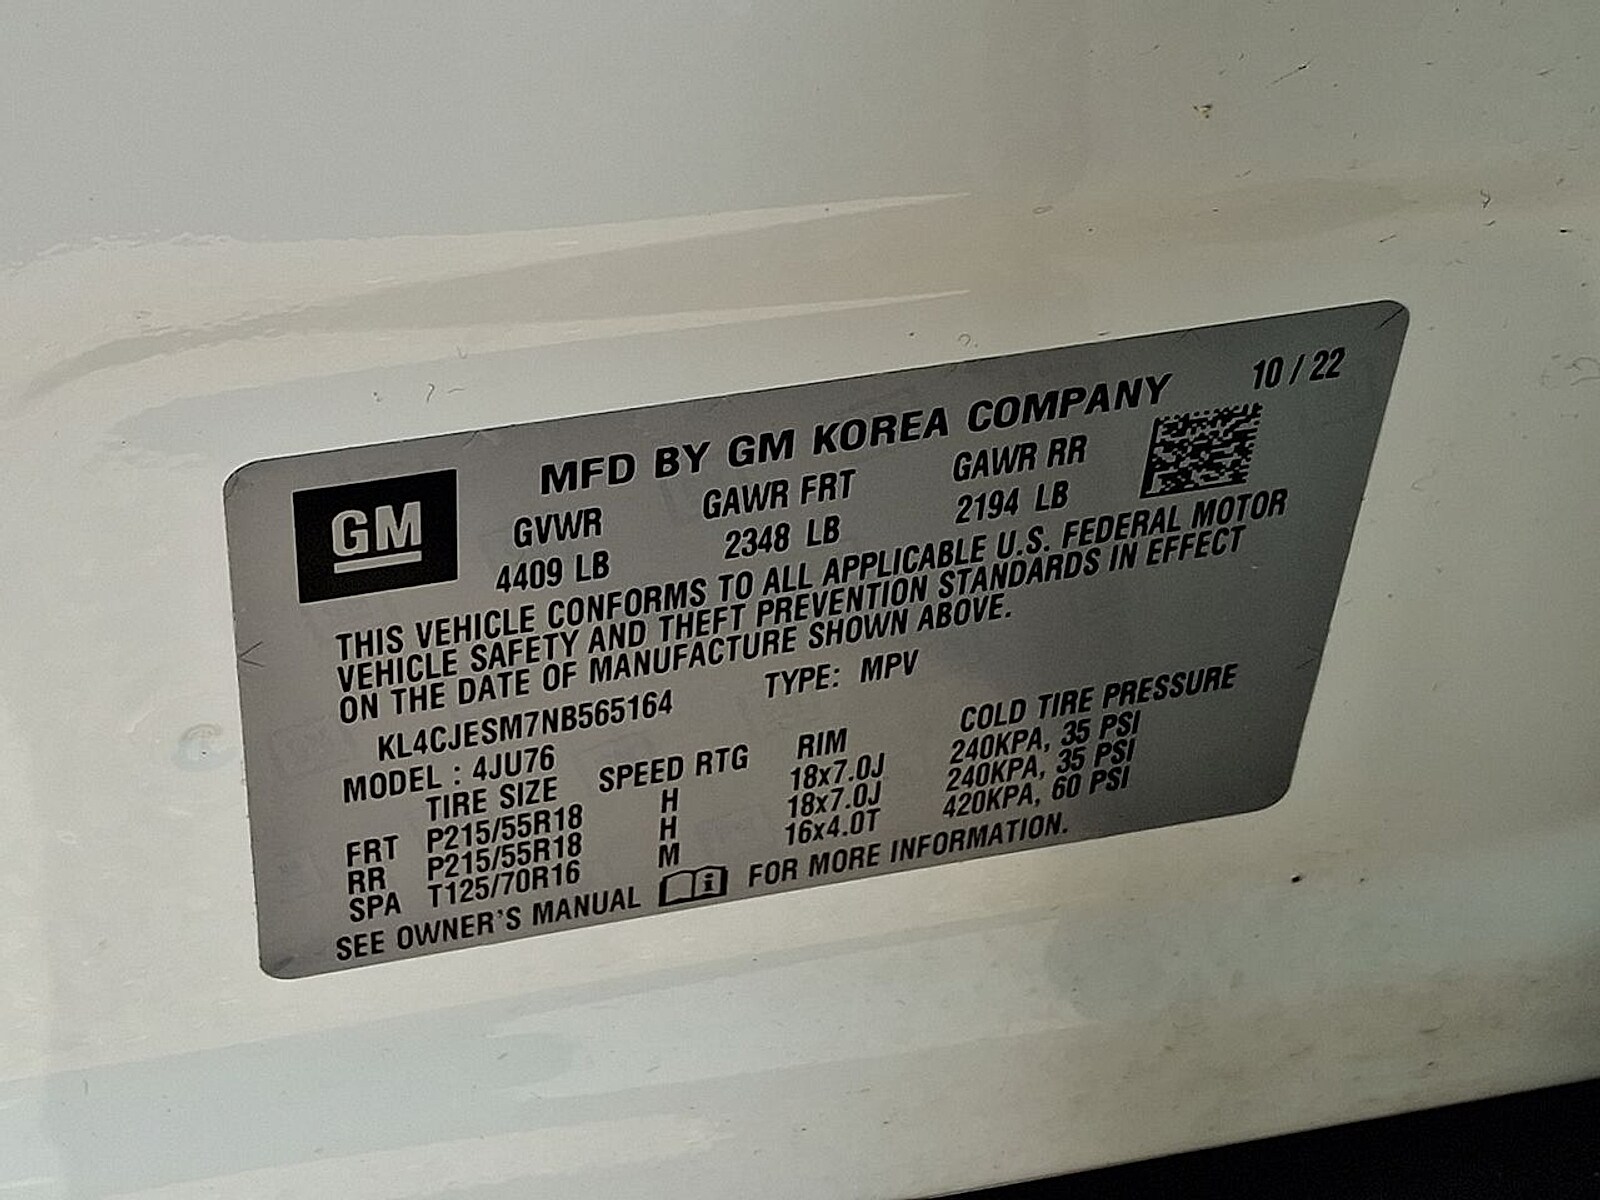 10 / 22
MFD BY GM KOREA COMPANY
GM
GVWR GAWR FRT GAWR RR
4409 LB 2348 LB 2194 LB
THIS VEHICLE CONFORMS TO ALL APPLICABLE U.S. FEDERAL MOTOR
VEHICLE SAFETY AND THEFT PREVENTION STANDARDS IN EFFECT
ON THE DATE OF MANUFACTURE SHOWN ABOVE.
KL4CJESM7NB565164 TYPE: MPV
MODEL : 4JU76
TIRE SIZE SPEED RTG RIM COLD TIRE PRESSURE
FRT P215/55R18 H 18x7.0J 240KPA, 35 PSI
RR P215/55R18 H 18x7.0J 240KPA, 35 PSI
SPA T125/70R16 M 16x4.0T 420KPA, 60 PSI
SEE OWNER'S MANUAL FOR MORE INFORMATION.